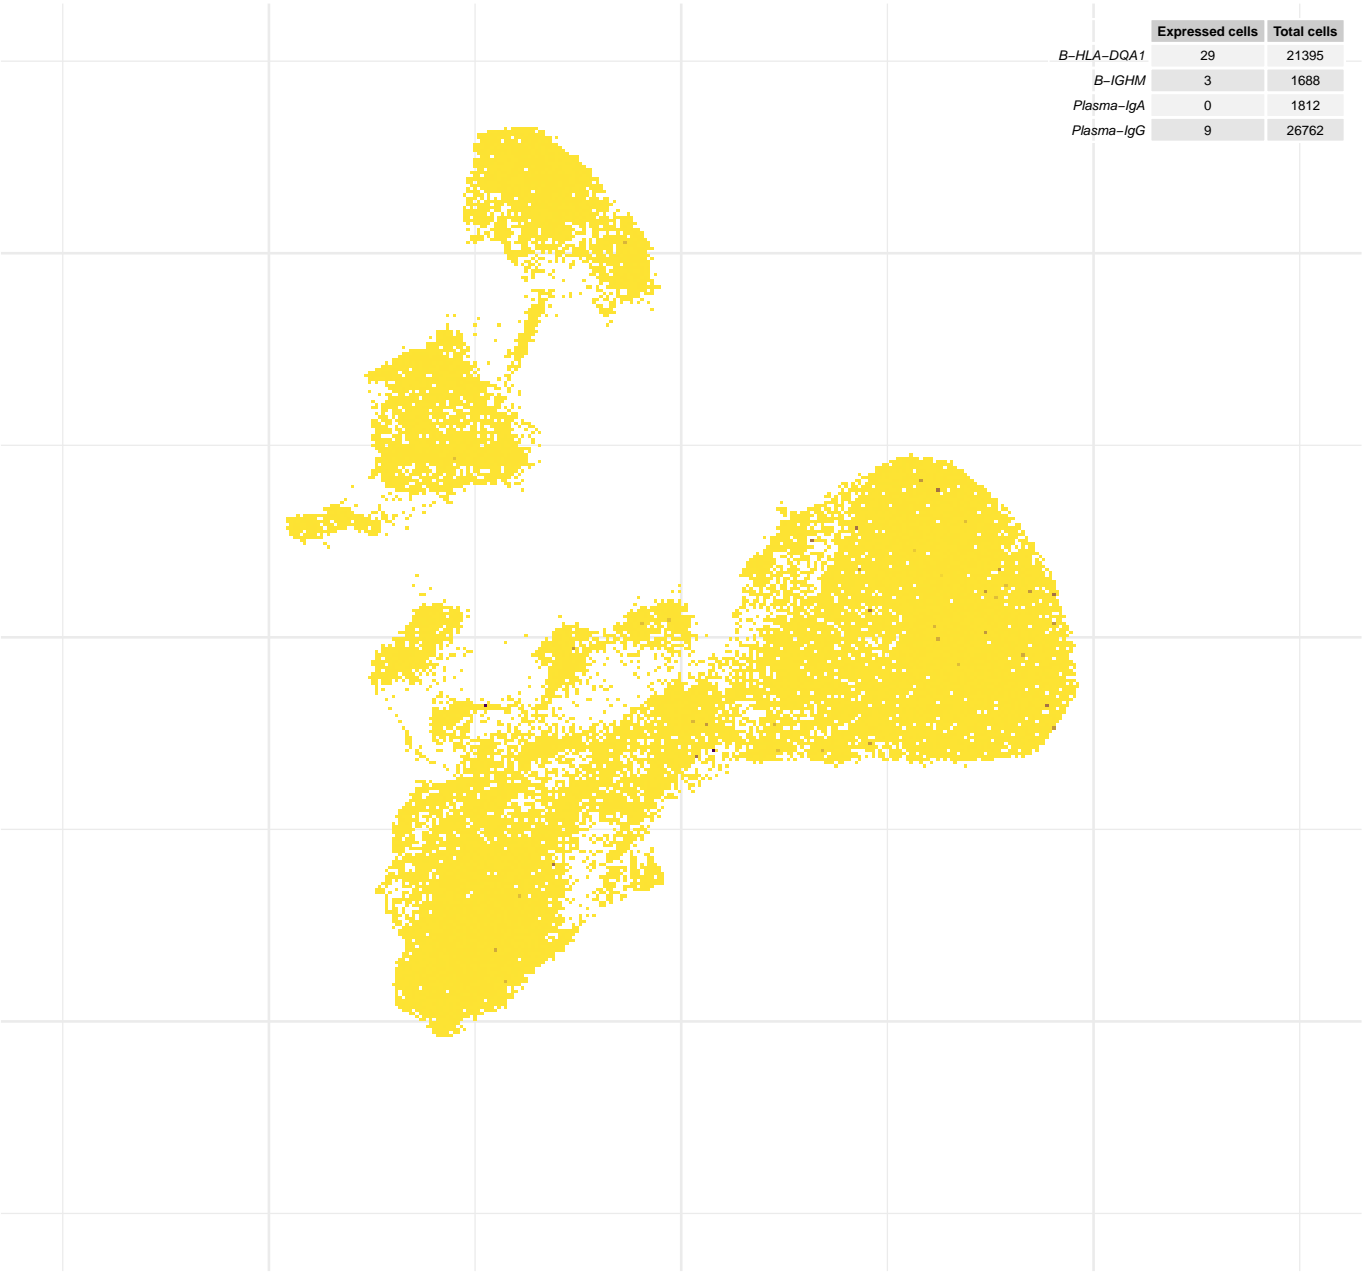 Expressed cells Total cells
B−HLA−DQA1 29 21395
B−IGHM 3 1688
Plasma−IgA 0 1812
Plasma−IgG 9 26762